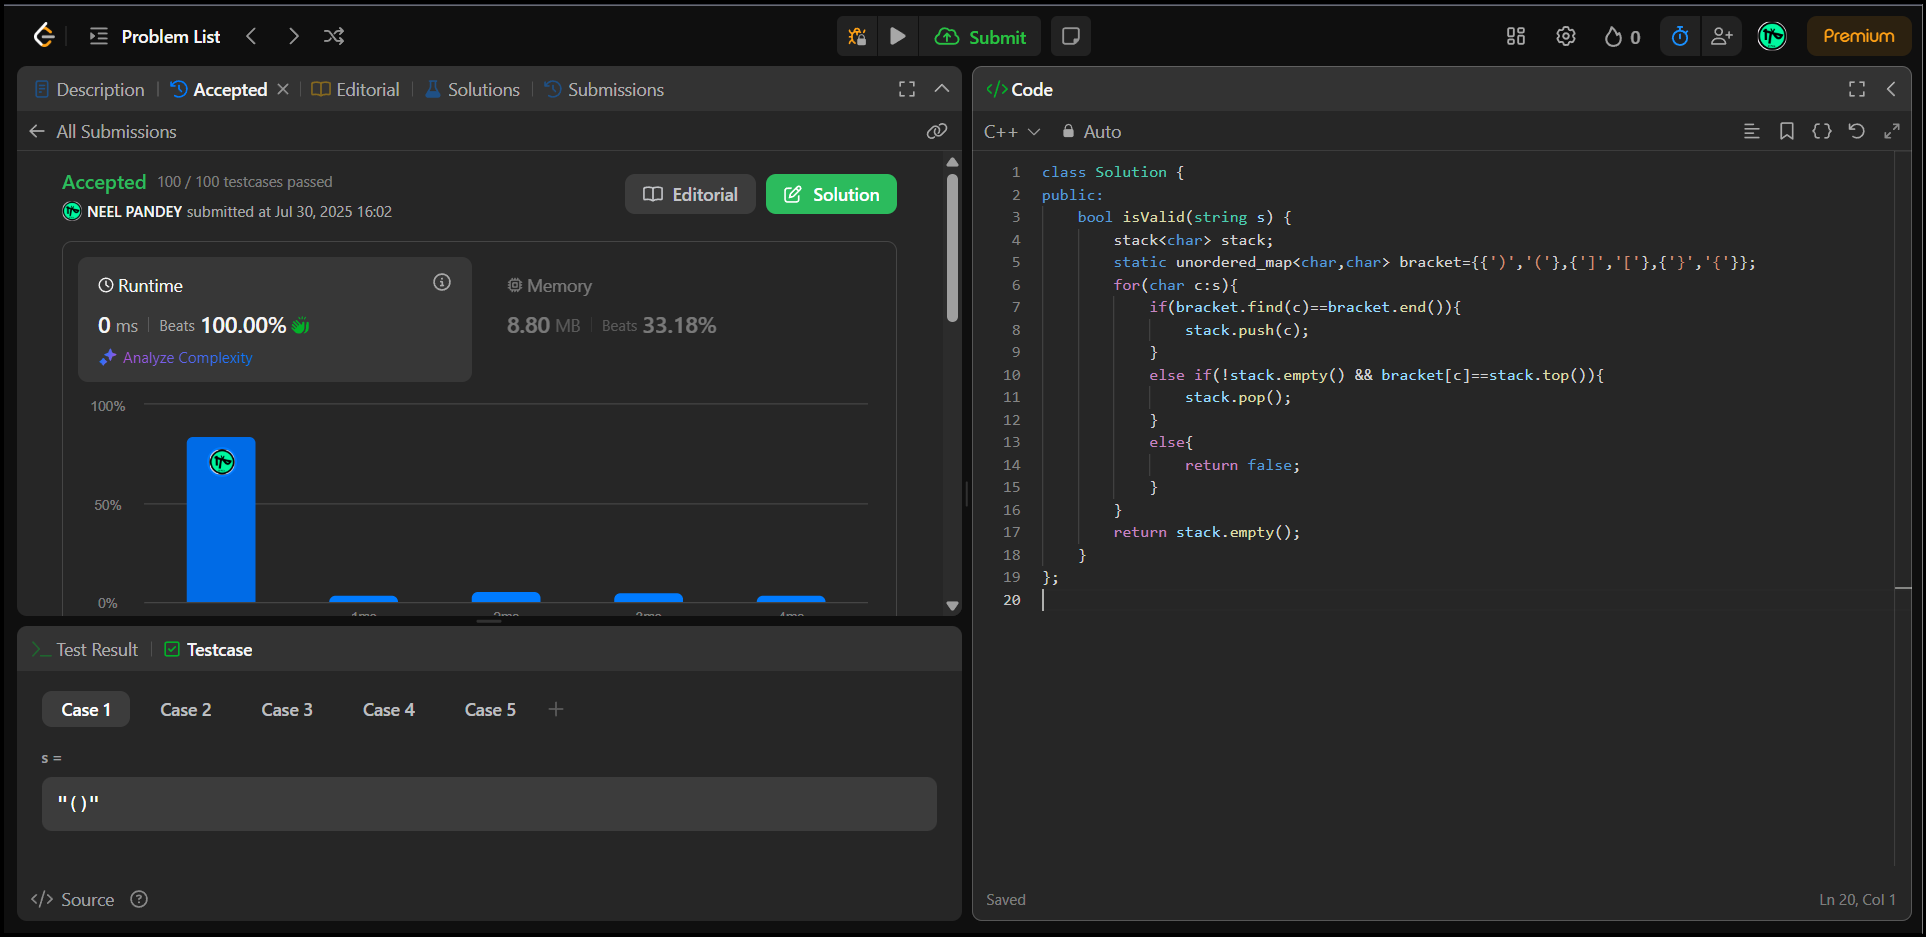 Problem List
Submit
0
Premium
Description
Accepted
Editorial
Solutions
Submissions
All Submissions
Accepted 100 / 100 testcases passed
NEEL PANDEY submitted at Jul 30, 2025 16:02
Editorial
Solution
Runtime
0 ms Beats 100.00%
Analyze Complexity
Memory
8.80 MB Beats 33.18%
100%
50%
0%
1ms 2ms 3ms 4ms
Test Result
Testcase
Case 1 Case 2 Case 3 Case 4 Case 5 +
s =
"()"
</> Source
</> Code
C++ Auto
1 class Solution {
2 public:
3     bool isValid(string s) {
4         stack<char> stack;
5         static unordered_map<char,char> bracket={{')','('},{']','['},{'}','{'}};
6         for(char c:s){
7             if(bracket.find(c)==bracket.end()){
8                 stack.push(c);
9             }
10             else if(!stack.empty() && bracket[c]==stack.top()){
11                 stack.pop();
12             }
13             else{
14                 return false;
15             }
16         }
17         return stack.empty();
18     }
19 };
20
Saved
Ln 20, Col 1